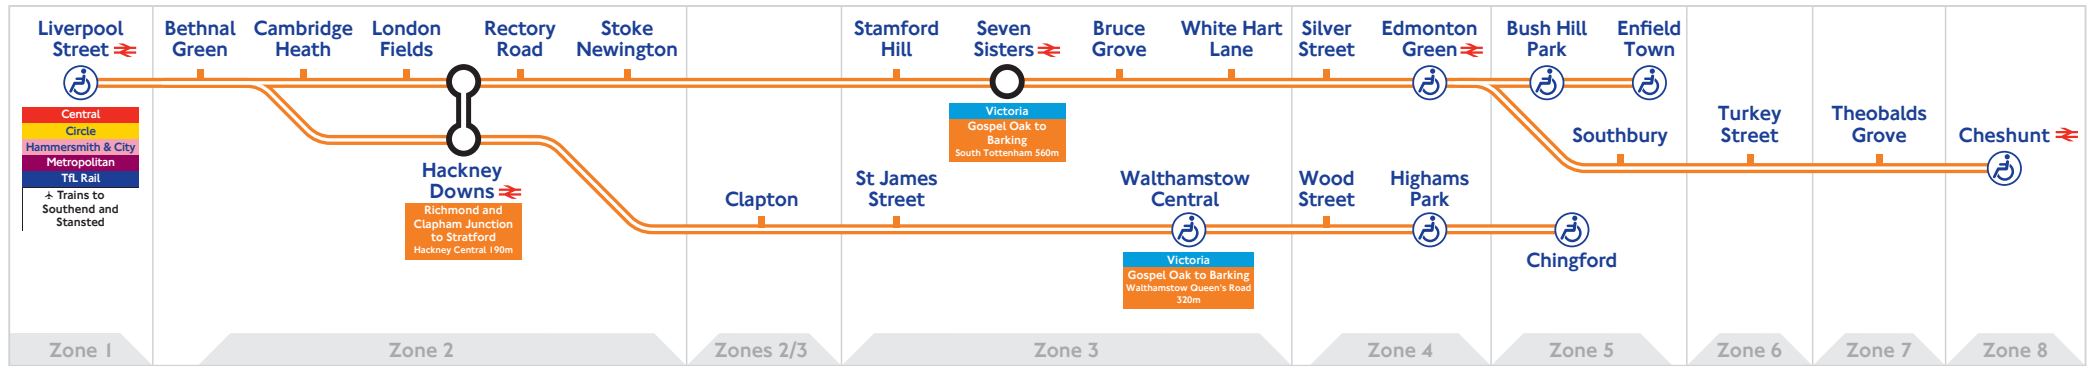 Liverpool
Street
Bethnal
Green
Cambridge
Heath
London
Fields
Rectory
Road
Stoke
Newington
Stamford
Hill
Seven
Sisters
Bruce
Grove
White Hart
Lane
Silver
Street
Edmonton
Green
Bush Hill
Park
Enfield
Town
Central
Circle
Hammersmith & City
Metropolitan
TfL Rail
Trains to
Southend and
Stansted
Victoria
Gospel Oak to
Barking
South Tottenham 560m
Southbury
Turkey
Street
Theobalds
Grove
Cheshunt
Hackney
Downs
Richmond and
Clapham Junction
to Stratford
Hackney Central 190m
Clapton
St James
Street
Walthamstow
Central
Wood
Street
Highams
Park
Chingford
Victoria
Gospel Oak to Barking
Walthamstow Queen's Road
320m
Zone 1
Zone 2
Zones 2/3
Zone 3
Zone 4
Zone 5
Zone 6
Zone 7
Zone 8